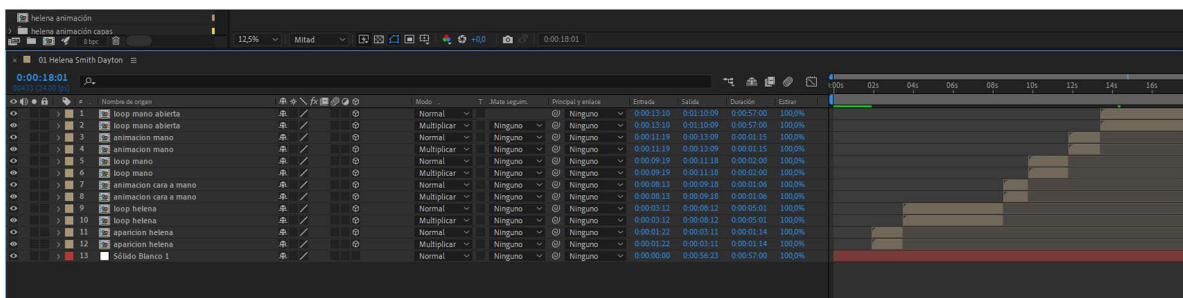 helena animación
helena animación capas
8 bpc
12,5% Mitad +0,0 0:00:18:01
01 Helena Smith Dayton
0:00:18:01
00433 (24.00 fps)
:00s 02s 04s 06s 08s 10s 12s 14s 16s
# Nombre de origen Modo T .Mate seguim. Principal y enlace Entrada Salida Duración Estirar
1 loop mano abierta Normal Ninguno 0:00:13:10 0:01:10:09 0:00:57:00 100,0%
2 loop mano abierta Multiplicar Ninguno Ninguno 0:00:13:10 0:01:10:09 0:00:57:00 100,0%
3 animacion mano Normal Ninguno Ninguno 0:00:11:19 0:00:13:09 0:00:01:15 100,0%
4 animacion mano Multiplicar Ninguno Ninguno 0:00:11:19 0:00:13:09 0:00:01:15 100,0%
5 loop mano Normal Ninguno Ninguno 0:00:09:19 0:00:11:18 0:00:02:00 100,0%
6 loop mano Multiplicar Ninguno Ninguno 0:00:09:19 0:00:11:18 0:00:02:00 100,0%
7 animacion cara a mano Normal Ninguno Ninguno 0:00:08:13 0:00:09:18 0:00:01:06 100,0%
8 animacion cara a mano Multiplicar Ninguno Ninguno 0:00:08:13 0:00:09:18 0:00:01:06 100,0%
9 loop helena Normal Ninguno Ninguno 0:00:03:12 0:00:08:12 0:00:05:01 100,0%
10 loop helena Multiplicar Ninguno Ninguno 0:00:03:12 0:00:08:12 0:00:05:01 100,0%
11 aparicion helena Normal Ninguno Ninguno 0:00:01:22 0:00:03:11 0:00:01:14 100,0%
12 aparicion helena Multiplicar Ninguno Ninguno 0:00:01:22 0:00:03:11 0:00:01:14 100,0%
13 Sólido Blanco 1 Normal Ninguno Ninguno 0:00:00:00 0:00:56:23 0:00:57:00 100,0%